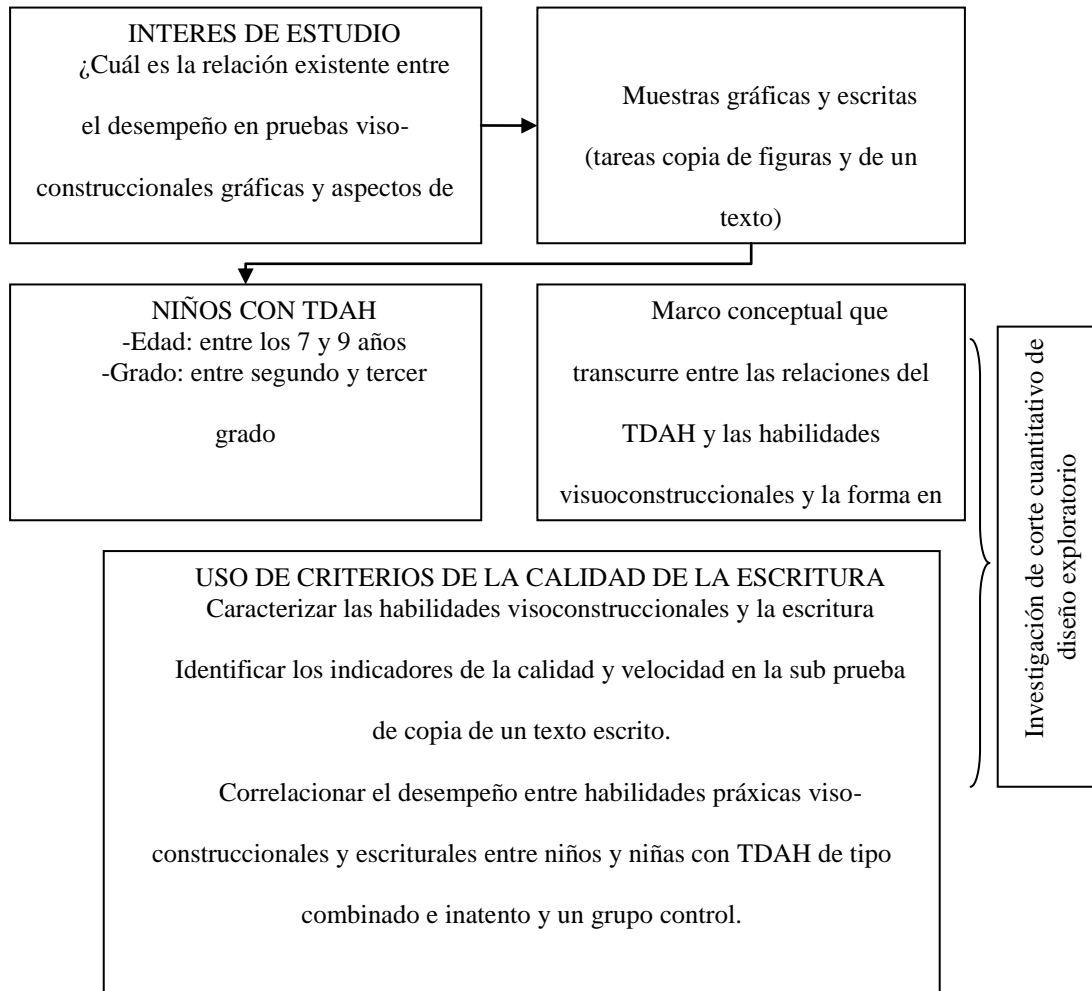 INTERES DE ESTUDIO
¿Cuál es la relación existente entre
el desempeño en pruebas viso-
construccionales gráficas y aspectos de
Muestras gráficas y escritas
(tareas copia de figuras y de un
texto)
NIÑOS CON TDAH
-Edad: entre los 7 y 9 años
-Grado: entre segundo y tercer
grado
Marco conceptual que
transcurre entre las relaciones del
TDAH y las habilidades
visuoconstruccionales y la forma en
Investigación de corte cuantitativo de
diseño exploratorio
USO DE CRITERIOS DE LA CALIDAD DE LA ESCRITURA
Caracterizar las habilidades visoconstruccionales y la escritura
Identificar los indicadores de la calidad y velocidad en la sub prueba
de copia de un texto escrito.
Correlacionar el desempeño entre habilidades práxicas viso-
construccionales y escriturales entre niños y niñas con TDAH de tipo
combinado e inatento y un grupo control.